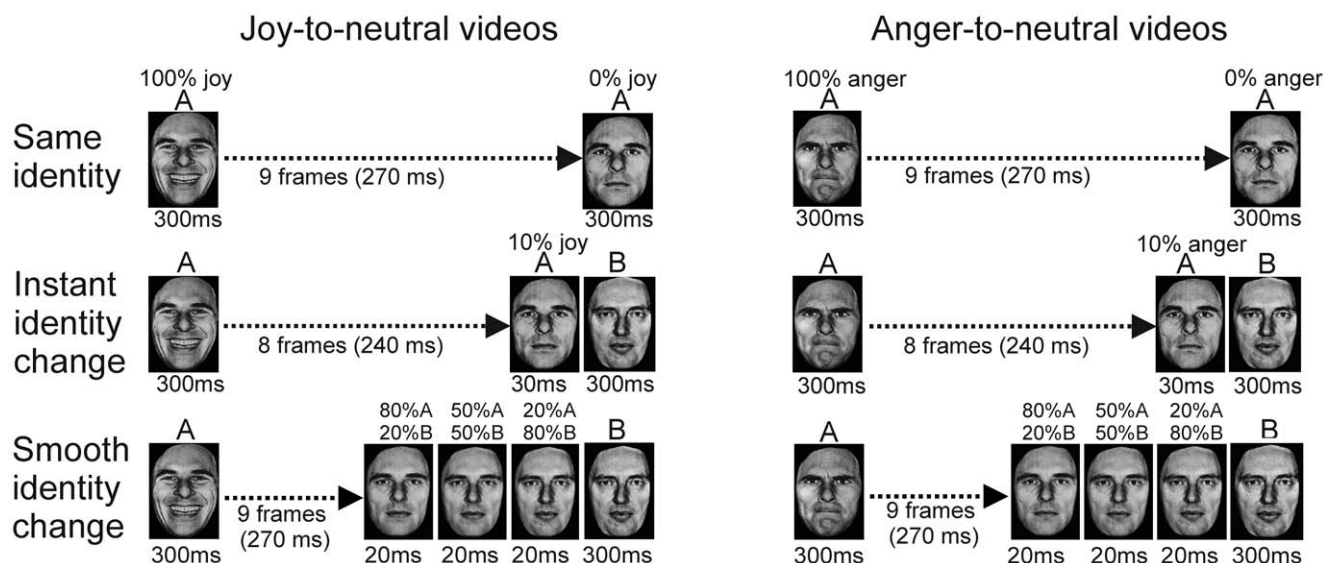 Joy-to-neutral videos
Anger-to-neutral videos
100% joy
0% joy
100% anger
0% anger
A
A
A
A
Same
identity
9 frames (270 ms)
9 frames (270 ms)
300ms
300ms
300ms
300ms
10% joy
10% anger
A
A
B
A
A
B
Instant
identity
change
8 frames (240 ms)
8 frames (240 ms)
300ms
30ms
300ms
300ms
30ms
300ms
80%A
50%A
20%A
80%A
50%A
20%A
A
20%B
50%B
80%B
B
A
20%B
50%B
80%B
B
Smooth
identity
change
9 frames
(270 ms)
9 frames
(270 ms)
300ms
20ms
20ms
20ms
300ms
300ms
20ms
20ms
20ms
300ms